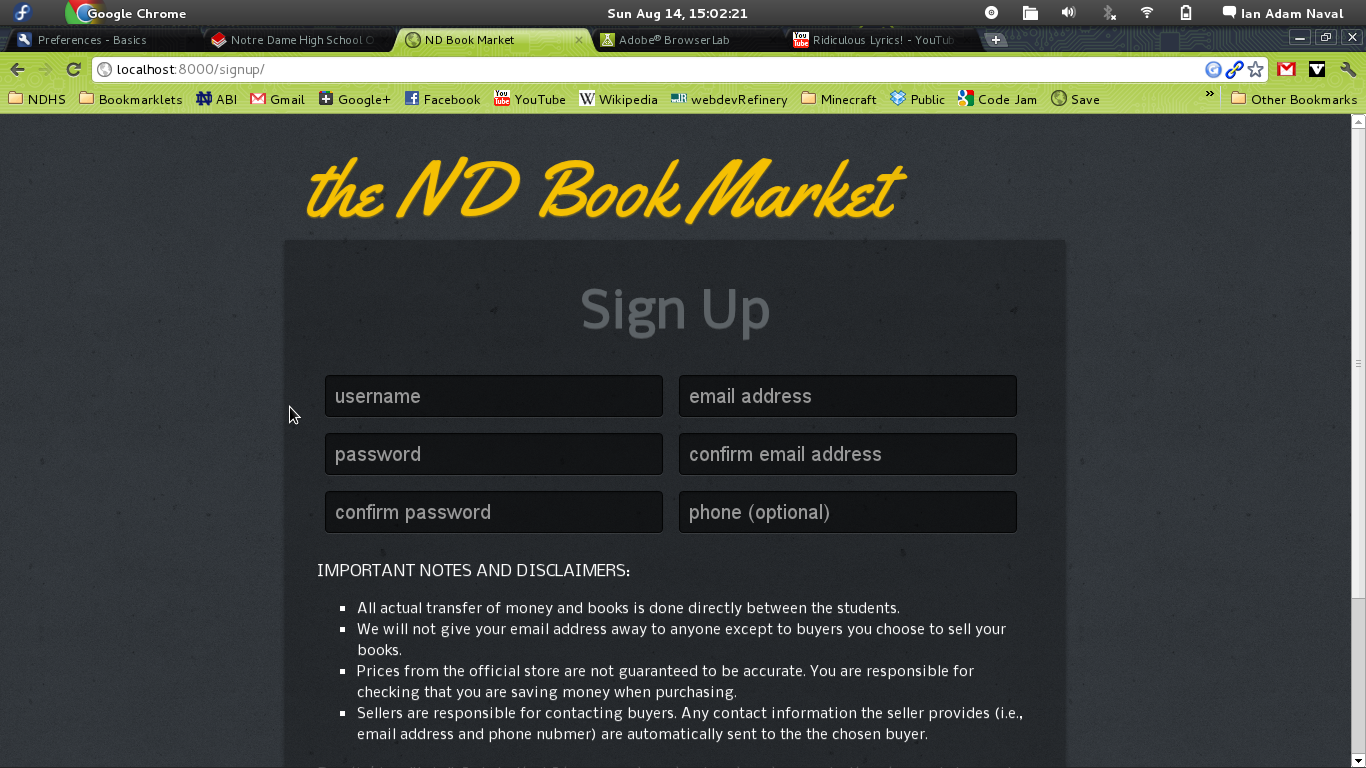 Google Chrome
Sun Aug 14, 15:02:21
Ian Adam Naval
Preferences - Basics
Notre Dame High School
ND Book Market
Adobe® BrowserLab
Ridiculous Lyrics! - YouTub
localhost:8000/signup/
NDHS
Bookmarklets
ABI
Gmail
Google+
Facebook
YouTube
Wikipedia
webdevRefinery
Minecraft
Public
Code Jam
Save
»
Other Bookmarks
the ND Book Market
Sign Up
username
email address
password
confirm email address
confirm password
phone (optional)
IMPORTANT NOTES AND DISCLAIMERS:
▪ All actual transfer of money and books is done directly between the students.
▪ We will not give your email address away to anyone except to buyers you choose to sell your
books.
▪ Prices from the official store are not guaranteed to be accurate. You are responsible for
checking that you are saving money when purchasing.
▪ Sellers are responsible for contacting buyers. Any contact information the seller provides (i.e.,
email address and phone nubmer) are automatically sent to the the chosen buyer.